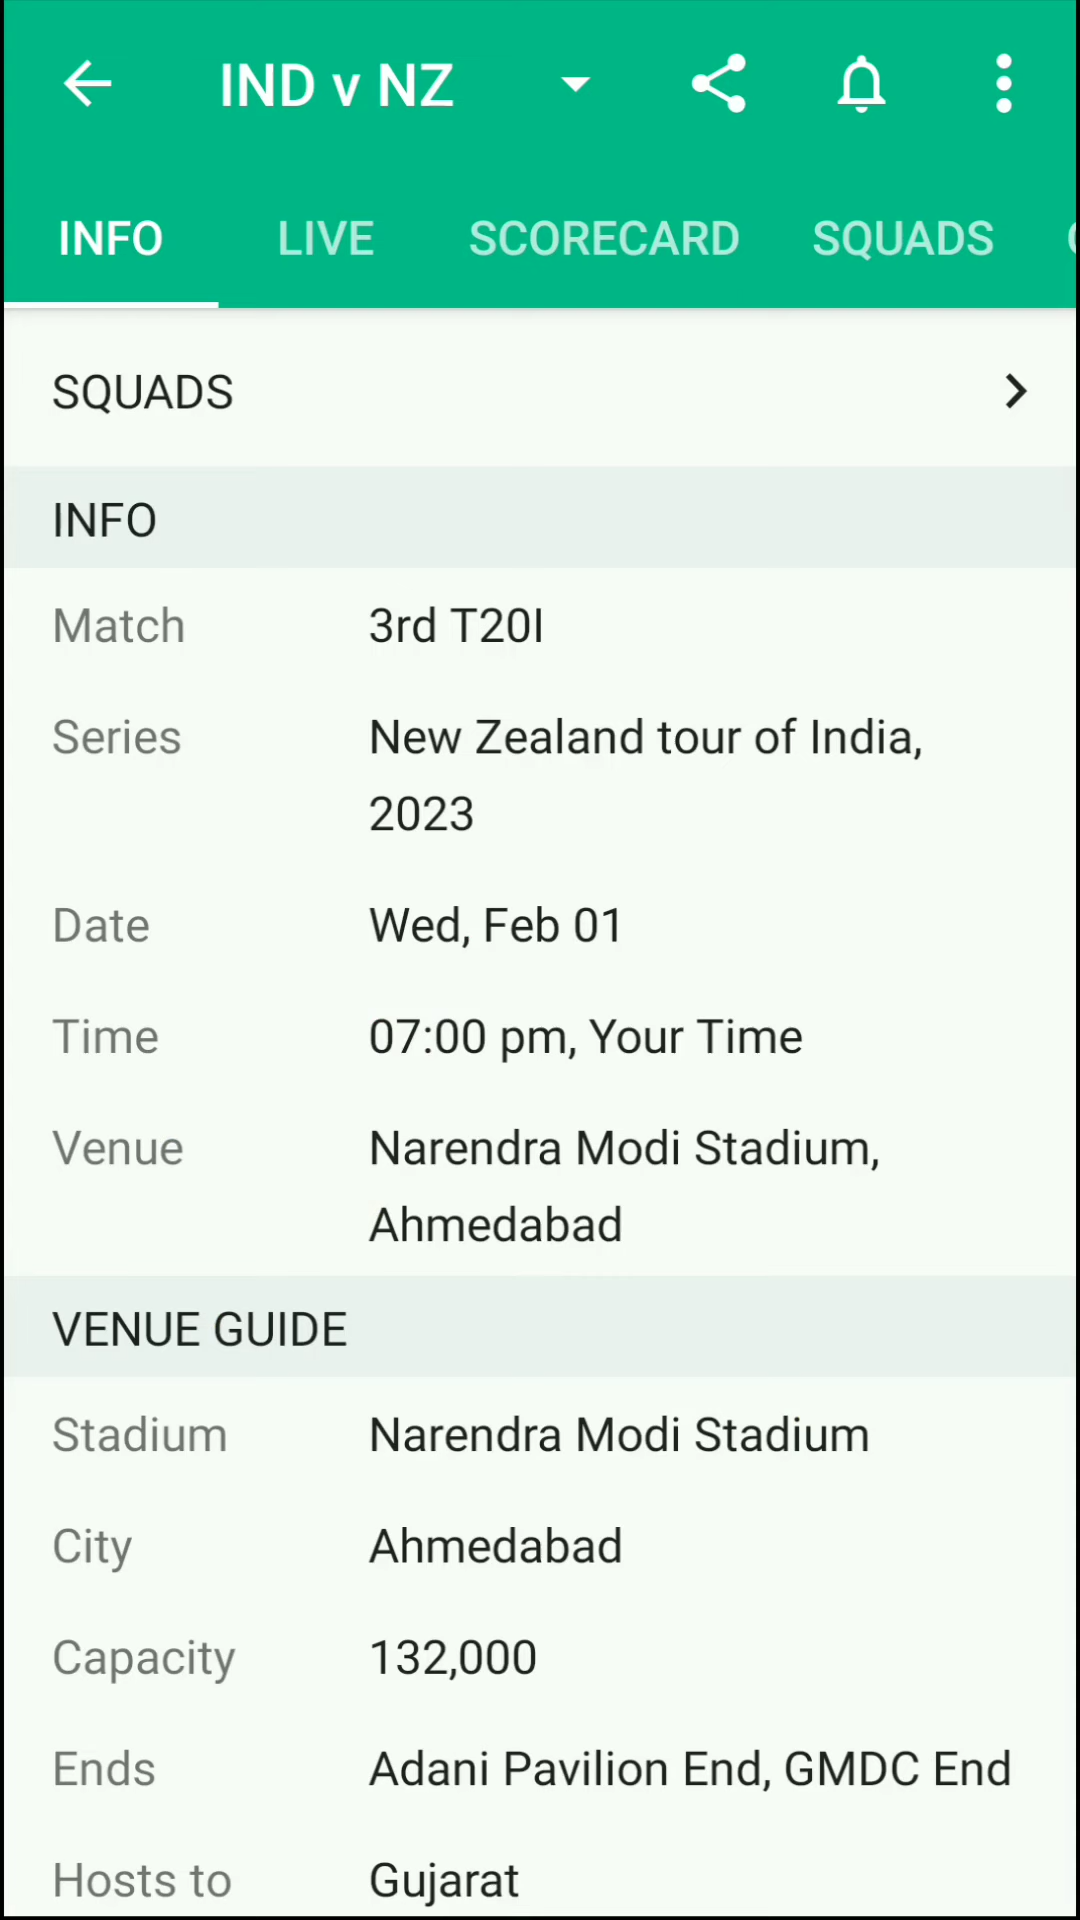 IND v NZ
INFO LIVE SCORECARD SQUADS
SQUADS
INFO
Match 3rd T20I
Series New Zealand tour of India,
2023
Date Wed, Feb 01
Time 07:00 pm, Your Time
Venue Narendra Modi Stadium,
Ahmedabad
VENUE GUIDE
Stadium Narendra Modi Stadium
City Ahmedabad
Capacity 132,000
Ends Adani Pavilion End, GMDC End
Hosts to Gujarat